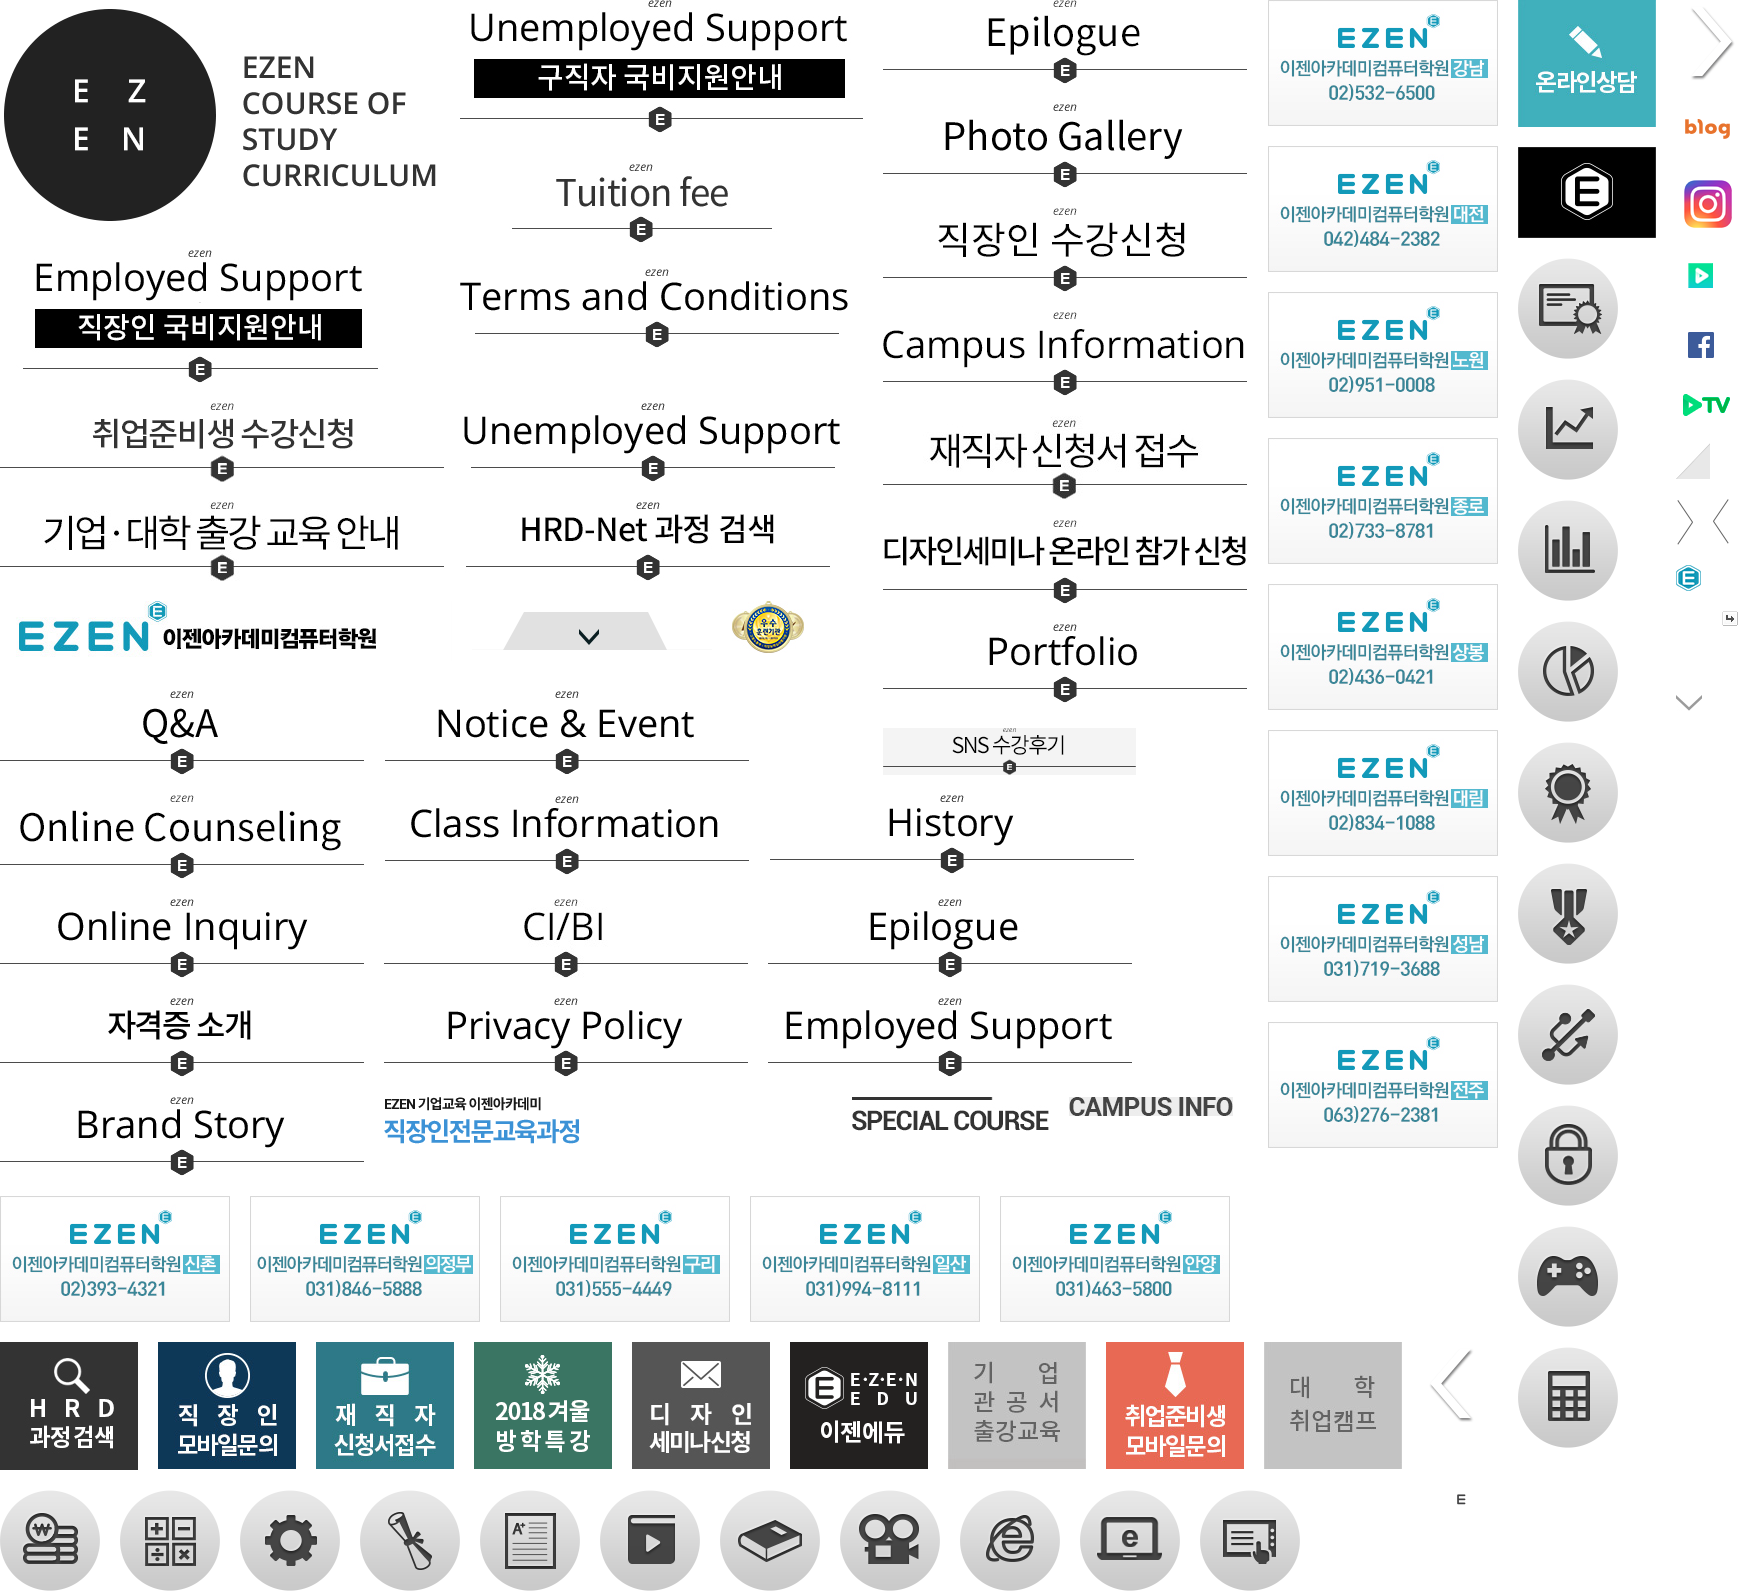 E Z
E N
EZEN
COURSE OF
STUDY
CURRICULUM
ezen
Employed Support
직장인 국비지원안내
E
ezen
취업준비생 수강신청
E
ezen
기업·대학 출강 교육 안내
E
EZEN E 이젠아카데미컴퓨터학원
ezen
Unemployed Support
구직자 국비지원안내
E
ezen
Tuition fee
E
ezen
Terms and Conditions
E
ezen
Unemployed Support
E
ezen
HRD-Net 과정 검색
E
우수
훈련기관
ezen
Epilogue
E
ezen
Photo Gallery
E
ezen
직장인 수강신청
E
ezen
Campus Information
E
ezen
재직자 신청서 접수
E
ezen
디자인세미나 온라인 참가 신청
E
ezen
Portfolio
E
ezen
SNS 수강후기
E
ezen
Q&A
E
ezen
Notice & Event
E
ezen
Online Counseling
E
ezen
Class Information
E
ezen
History
E
ezen
Online Inquiry
E
ezen
CI/BI
E
ezen
Epilogue
E
ezen
자격증 소개
E
ezen
Privacy Policy
E
ezen
Employed Support
E
ezen
Brand Story
E
EZEN 기업교육 이젠아카데미
직장인전문교육과정
SPECIAL COURSE
CAMPUS INFO
EZEN E
이젠아카데미컴퓨터학원 강남
02)532-6500
EZEN E
이젠아카데미컴퓨터학원 대전
042)484-2382
EZEN E
이젠아카데미컴퓨터학원 노원
02)951-0008
EZEN E
이젠아카데미컴퓨터학원 종로
02)733-8781
EZEN E
이젠아카데미컴퓨터학원 상봉
02)436-0421
EZEN E
이젠아카데미컴퓨터학원 대림
02)834-1088
EZEN E
이젠아카데미컴퓨터학원 성남
031)719-3688
EZEN E
이젠아카데미컴퓨터학원 전주
063)276-2381
온라인상담
E
blog
f
TV
E
EZEN E
이젠아카데미컴퓨터학원 신촌
02)393-4321
EZEN E
이젠아카데미컴퓨터학원 의정부
031)846-5888
EZEN E
이젠아카데미컴퓨터학원 구리
031)555-4449
EZEN E
이젠아카데미컴퓨터학원 일산
031)994-8111
EZEN E
이젠아카데미컴퓨터학원 안양
031)463-5800
H R D
과정 검색
직 장 인
모바일문의
재 직 자
신청서접수
2018 겨울
방 학 특 강
디 자 인
세미나신청
E E·Z·E·N
E D U
이젠에듀
기 업
관 공 서
출강교육
취업준비생
모바일문의
대 학
취업캠프
E
₩
A+
e
e